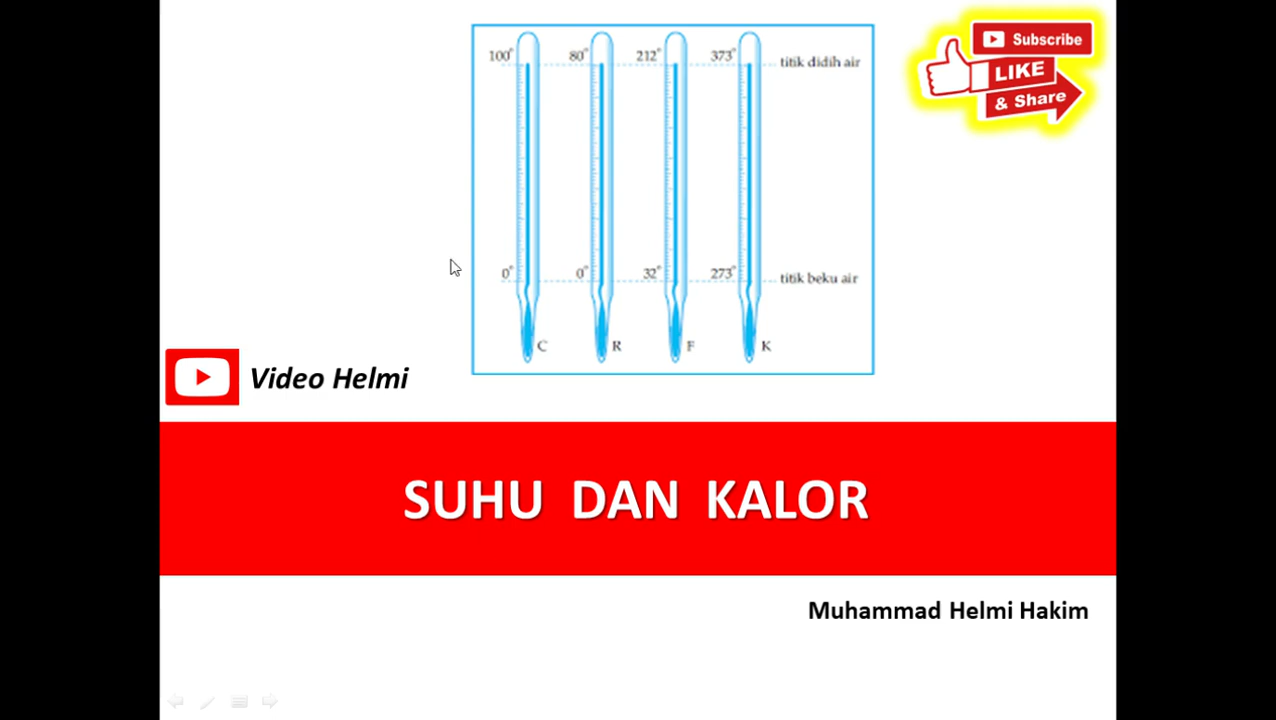 100° 80° 212° 373° titik didih air
0° 0° 32° 273° titik beku air
C R F K
Subscribe
LIKE
& Share
Video Helmi
SUHU DAN KALOR
Muhammad Helmi Hakim